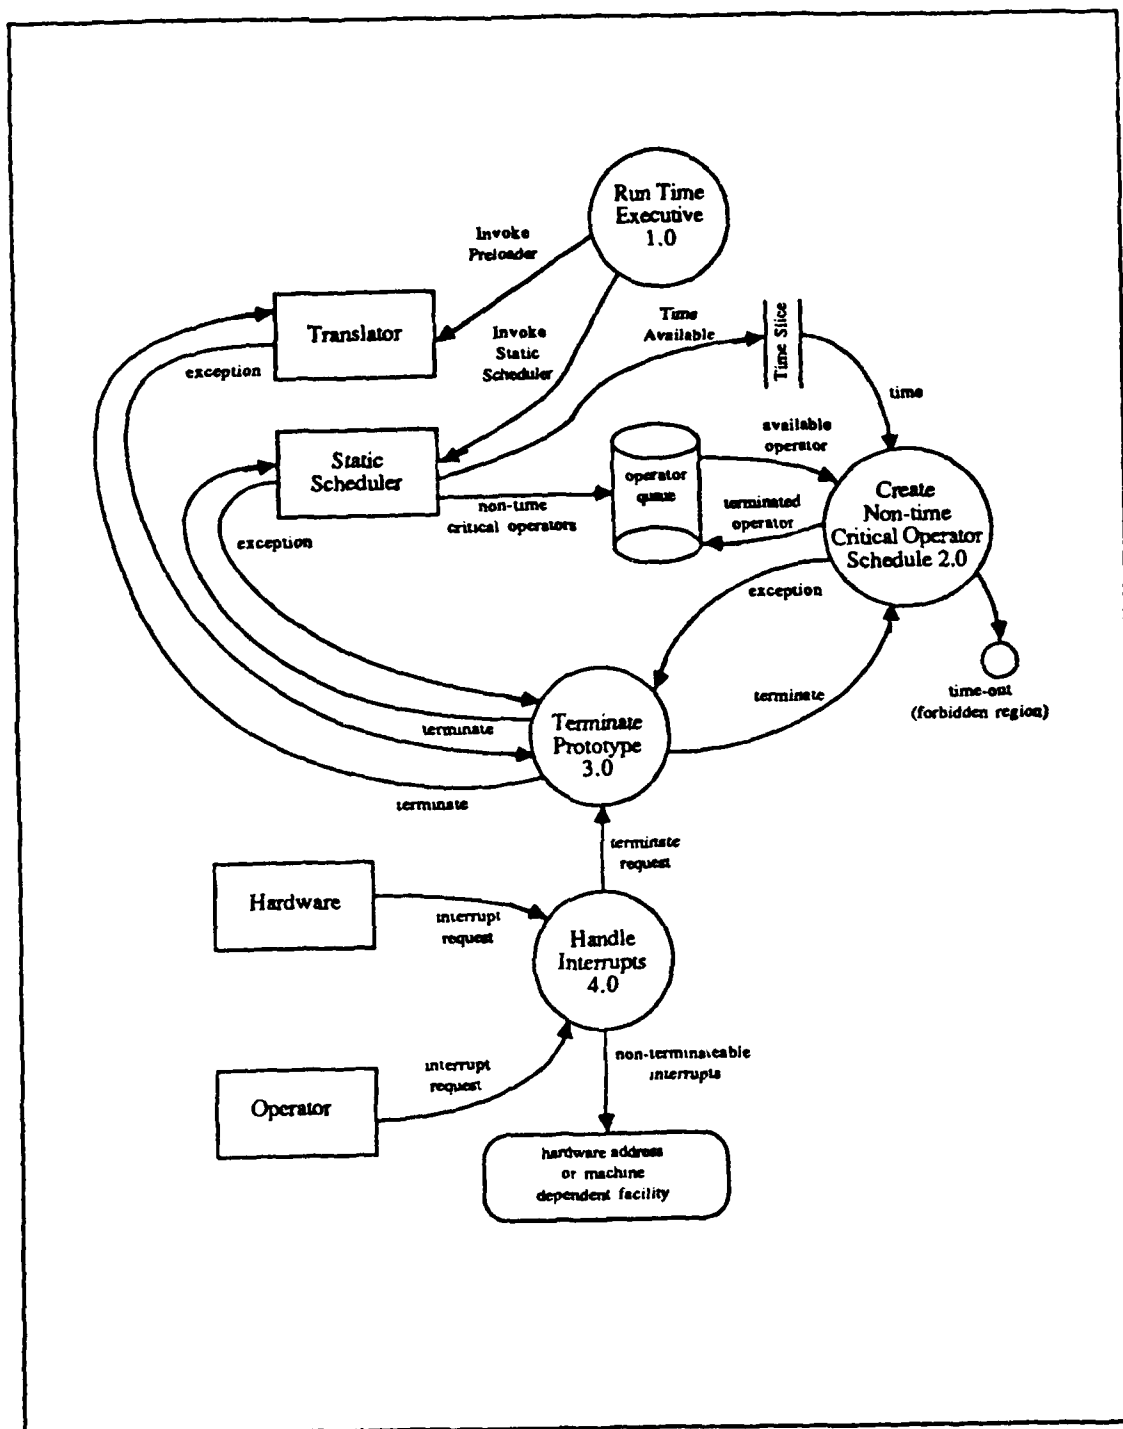 Run Time
Executive
1.0
Invoke
Preloader
Translator
exception
Invoke
Static
Scheduler
Time
Available
Time Slice
time
Static
Scheduler
exception
non-time
critical operators
operator
queue
available
operator
terminated
operator
Create
Non-time
Critical Operator
Schedule 2.0
exception
terminate
time-out
(forbidden region)
Terminate
Prototype
3.0
terminate
terminate
terminate
request
Hardware
interrupt
request
Handle
Interrupts
4.0
Operator
interrupt
request
non-terminateable
interrupts
hardware address
or machine
dependent facility